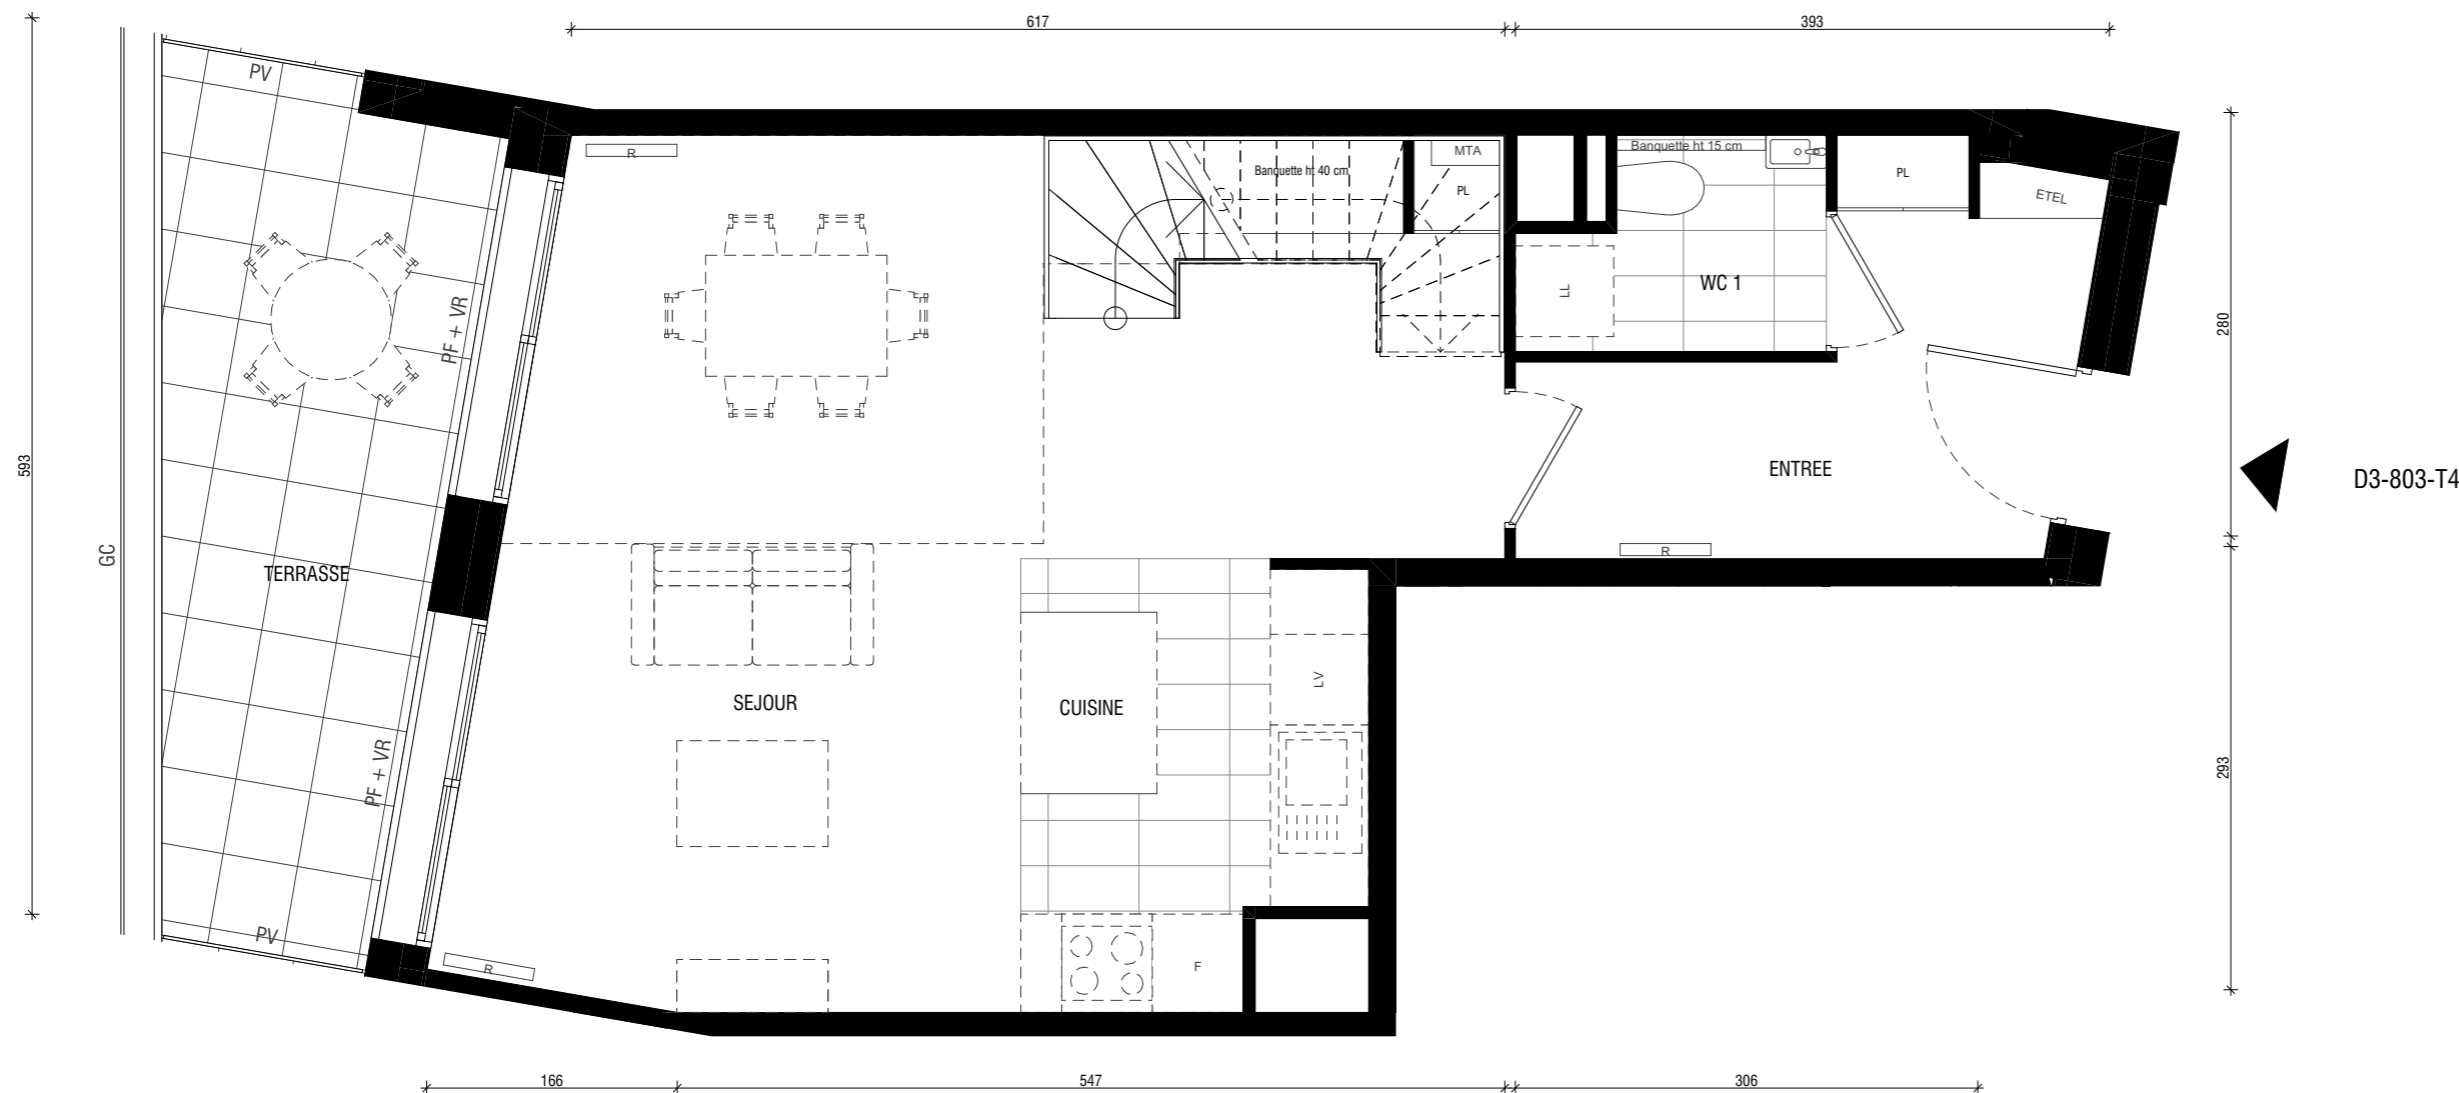 617
393
PV
R
Banquette ht 40 cm
MTA
PL
Banquette ht 15 cm
PL
ETEL
LL
WC 1
PF + VR
280
593
GC
TERRASSE
ENTREE
D3-803-T4
R
SEJOUR
CUISINE
LV
PF + VR
293
PV
R
F
166
547
306